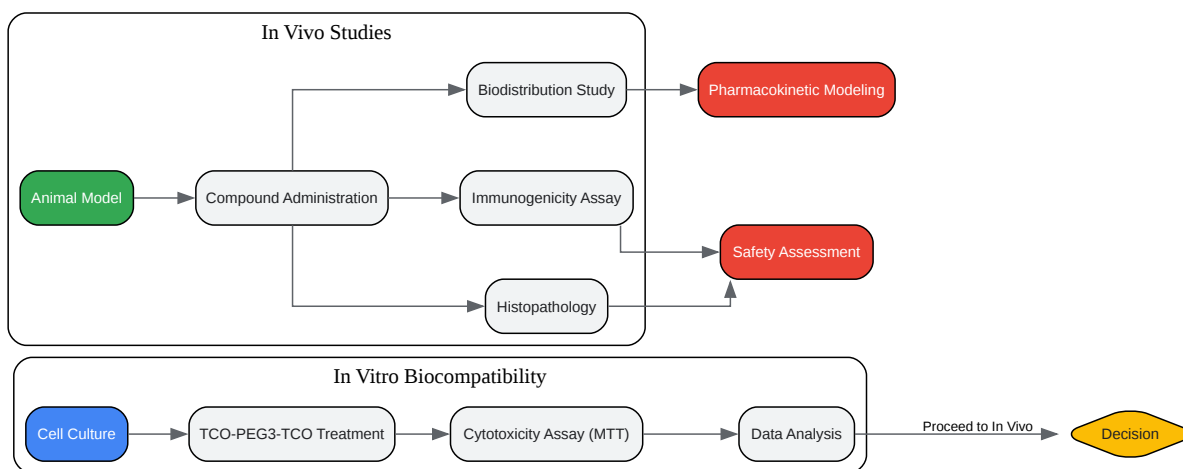 In Vivo Studies
Biodistribution Study
Pharmacokinetic Modeling
Animal Model
Compound Administration
Immunogenicity Assay
Safety Assessment
Histopathology
In Vitro Biocompatibility
Cell Culture
TCO-PEG3-TCO Treatment
Cytotoxicity Assay (MTT)
Data Analysis
Proceed to In Vivo
Decision